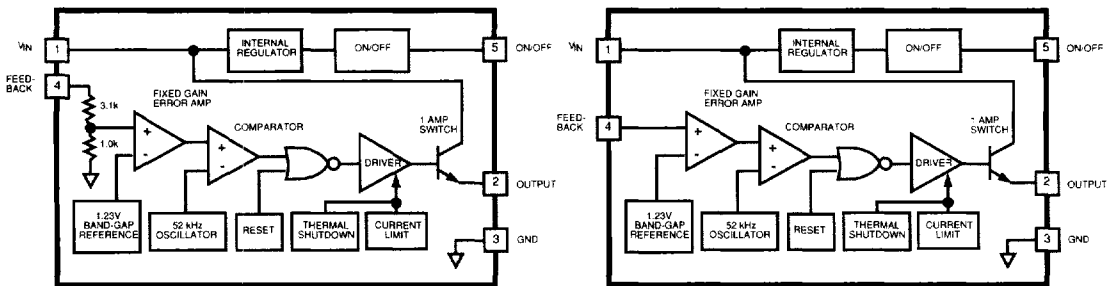 VIN
1
INTERNAL
REGULATOR
ON/OFF
5
ON/OFF
FEED-
BACK
4
3.1k
1.0k
FIXED GAIN
ERROR AMP
COMPARATOR
1 AMP
SWITCH
+
-
+
-
DRIVER
2
OUTPUT
1.23V
BAND-GAP
REFERENCE
52 kHz
OSCILLATOR
RESET
THERMAL
SHUTDOWN
CURRENT
LIMIT
3
GND
VIN
1
INTERNAL
REGULATOR
ON/OFF
5
ON/OFF
FEED-
BACK
4
FIXED GAIN
ERROR AMP
COMPARATOR
1 AMP
SWITCH
+
-
+
-
DRIVER
2
OUTPUT
1.23V
BAND-GAP
REFERENCE
52 kHz
OSCILLATOR
RESET
THERMAL
SHUTDOWN
CURRENT
LIMIT
3
GND